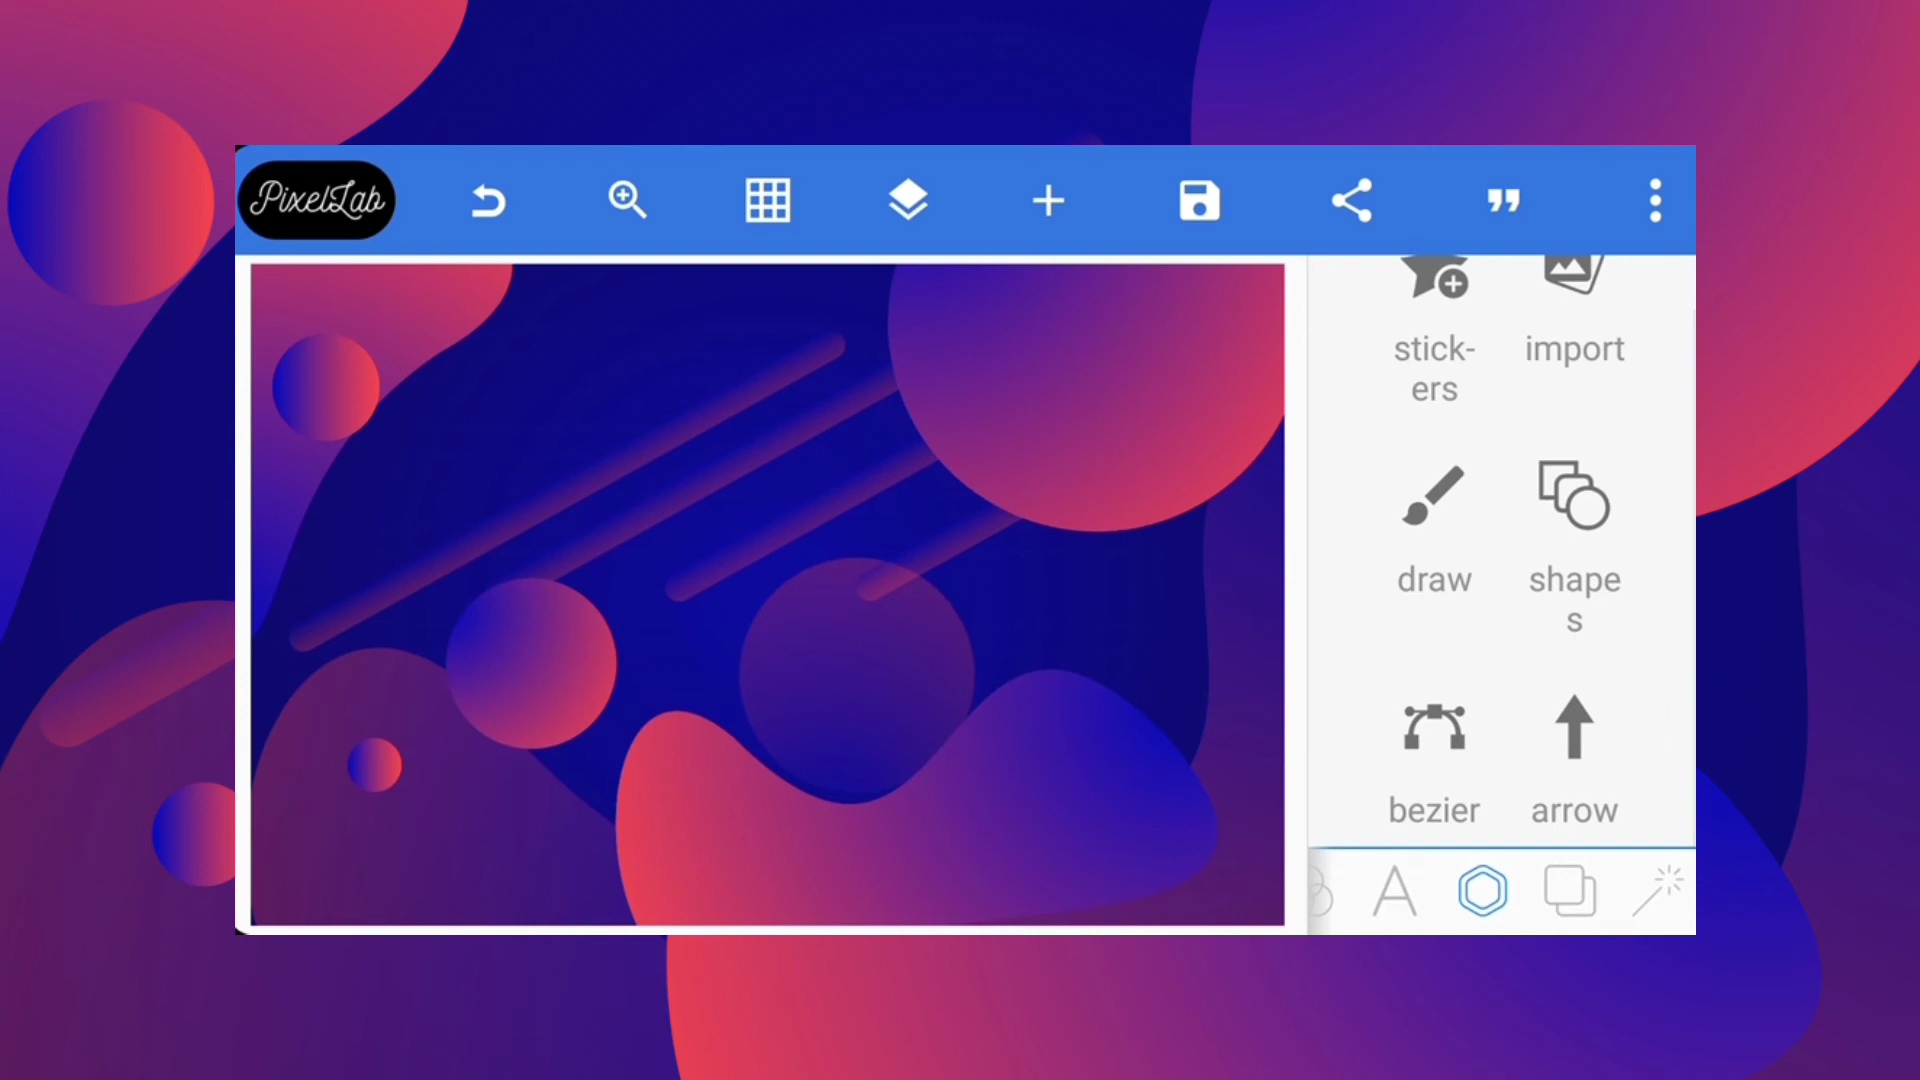 PixelLab
stick-
ers
import
draw
shape
s
bezier
arrow